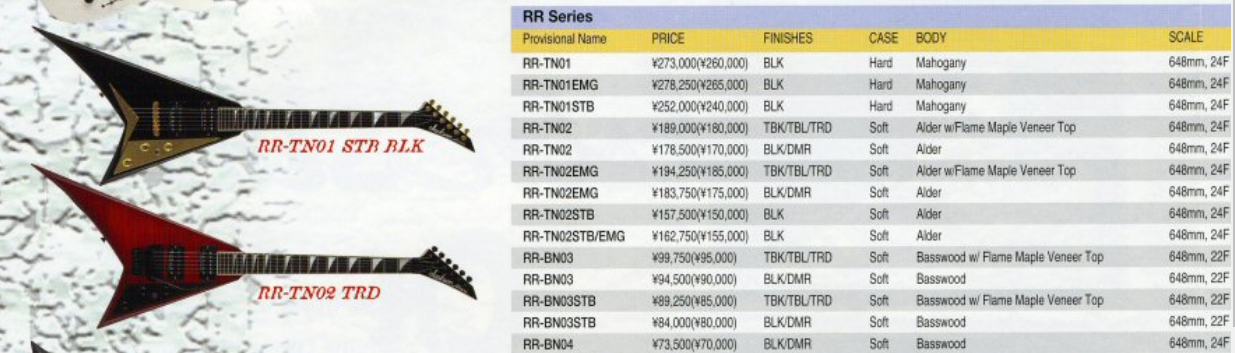 RR-TN01 STB BLK
RR-TN02 TRD
RR Series
Provisional Name PRICE FINISHES CASE BODY SCALE
RR-TN01 ¥273,000(¥260,000) BLK Hard Mahogany 648mm, 24F
RR-TN01EMG ¥278,250(¥265,000) BLK Hard Mahogany 648mm, 24F
RR-TN01STB ¥252,000(¥240,000) BLK Hard Mahogany 648mm, 24F
RR-TN02 ¥189,000(¥180,000) TBK/TBL/TRD Soft Alder w/Flame Maple Veneer Top 648mm, 24F
RR-TN02 ¥178,500(¥170,000) BLK/DMR Soft Alder 648mm, 24F
RR-TN02EMG ¥194,250(¥185,000) TBK/TBL/TRD Soft Alder w/Flame Maple Veneer Top 648mm, 24F
RR-TN02EMG ¥183,750(¥175,000) BLK/DMR Soft Alder 648mm, 24F
RR-TN02STB ¥157,500(¥150,000) BLK Soft Alder 648mm, 24F
RR-TN02STB/EMG ¥162,750(¥155,000) BLK Soft Alder 648mm, 24F
RR-BN03 ¥99,750(¥95,000) TBK/TBL/TRD Soft Basswood w/ Flame Maple Veneer Top 648mm, 22F
RR-BN03 ¥94,500(¥90,000) BLK/DMR Soft Basswood 648mm, 22F
RR-BN03STB ¥89,250(¥85,000) TBK/TBL/TRD Soft Basswood w/ Flame Maple Veneer Top 648mm, 22F
RR-BN03STB ¥84,000(¥80,000) BLK/DMR Soft Basswood 648mm, 22F
RR-BN04 ¥73,500(¥70,000) BLK/DMR Soft Basswood 648mm, 24F